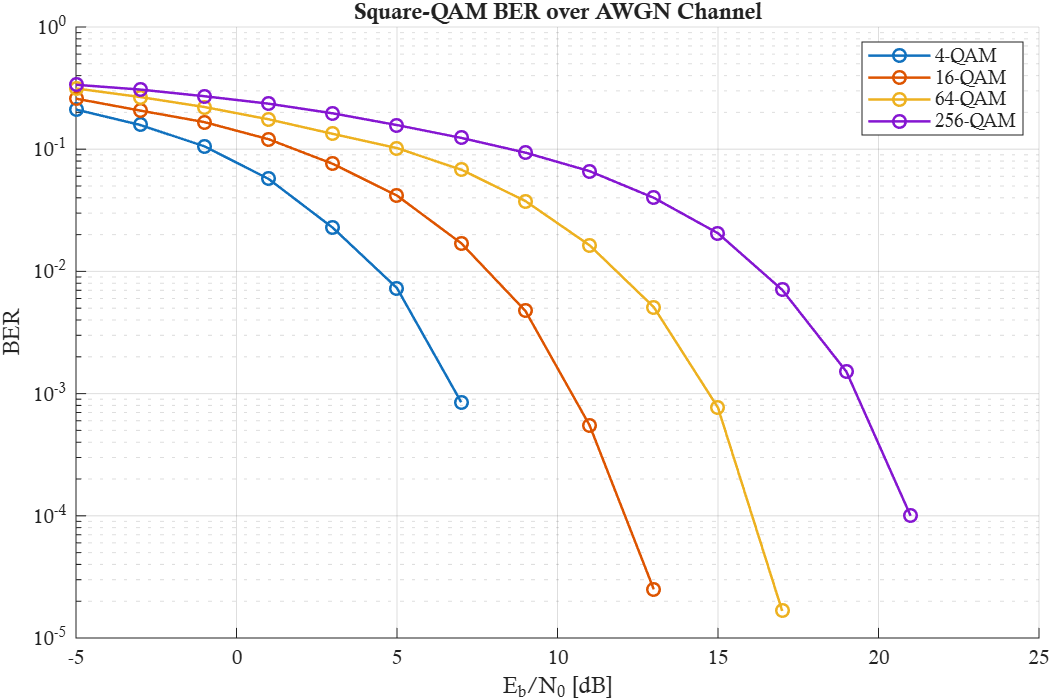 Square-QAM BER over AWGN Channel
4-QAM
16-QAM
64-QAM
256-QAM
BER
10^0
10^-1
10^-2
10^-3
10^-4
10^-5
-5 0 5 10 15 20 25
E_b/N_0 [dB]